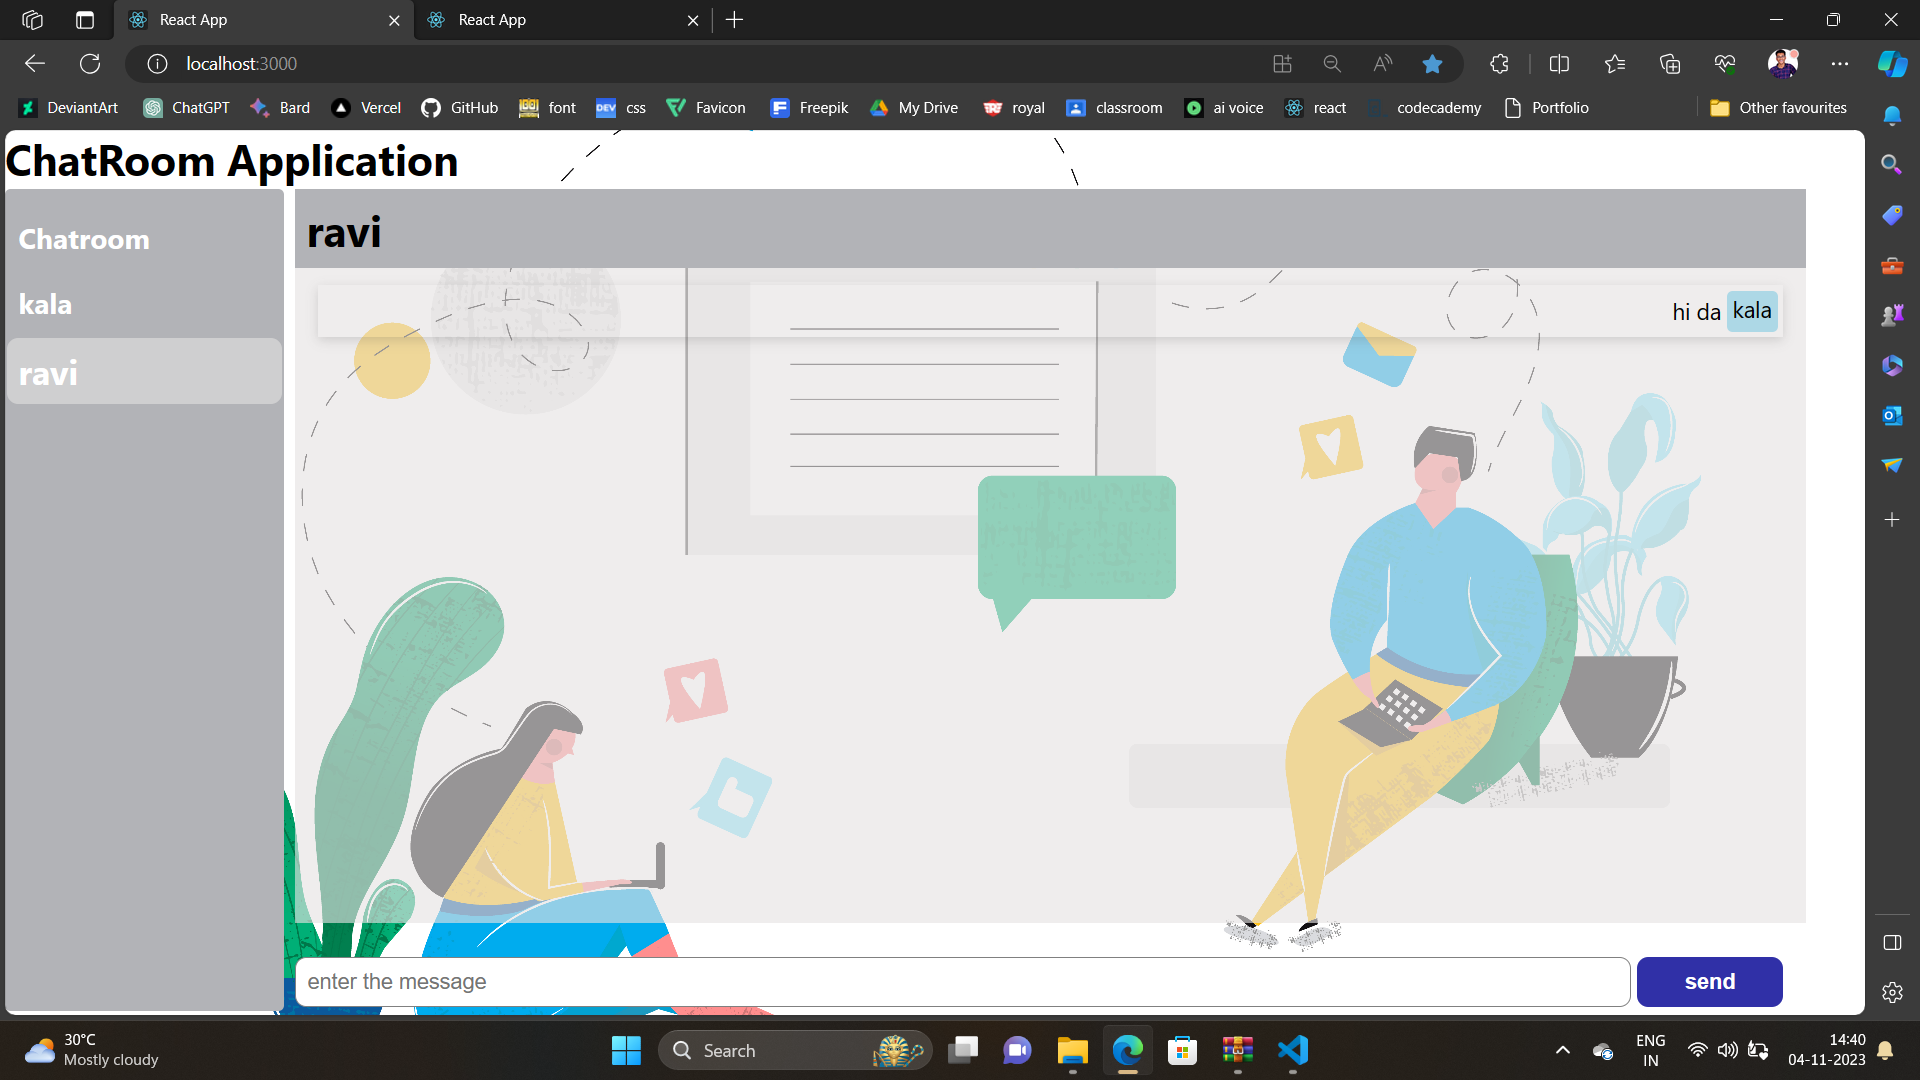 React App
React App
localhost:3000
DeviantArt ChatGPT Bard Vercel GitHub font css Favicon Freepik My Drive royal classroom ai voice react codecademy Portfolio Other favourites
ChatRoom Application
Chatroom
kala
ravi
ravi
hi da kala
enter the message
send
30°C
Mostly cloudy
Search
ENG
IN
14:40
04-11-2023